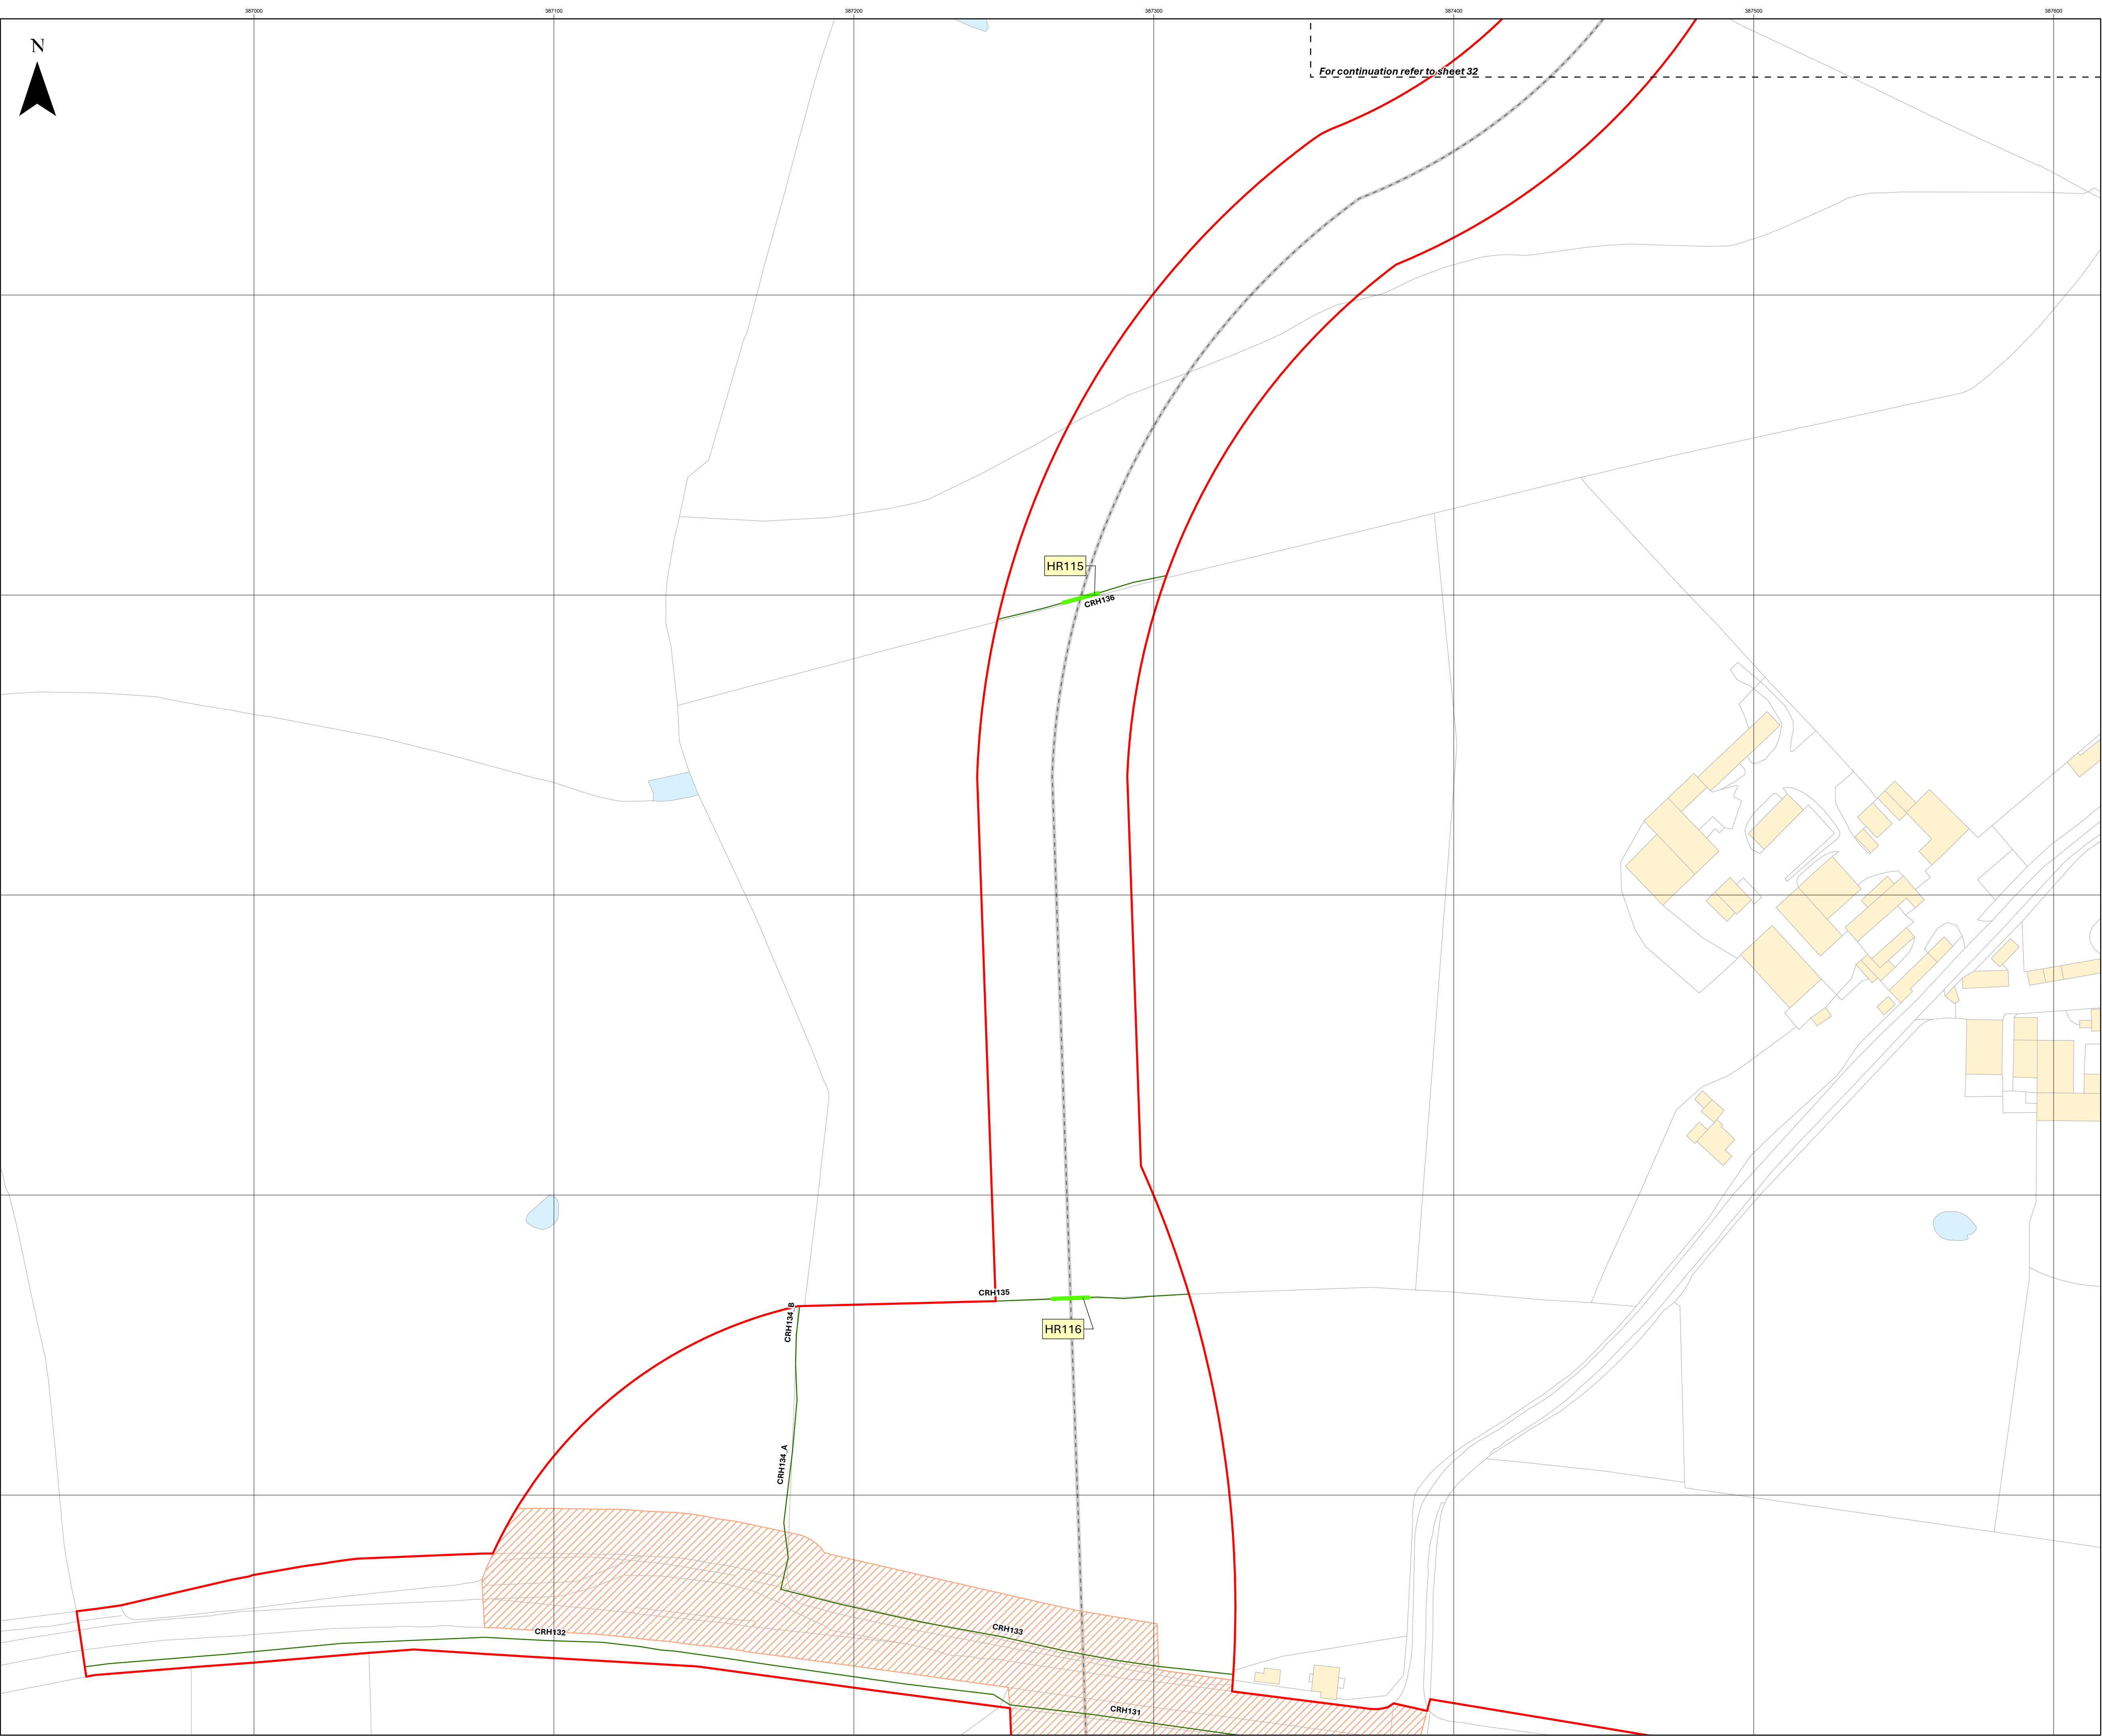 387000
387100
387200
387300
387400
387500
387600
N
For continuation refer to sheet 32
HR115
CRH136
CRH135
CRH134_B
HR116
CRH134_A
CRH133
CRH132
CRH131